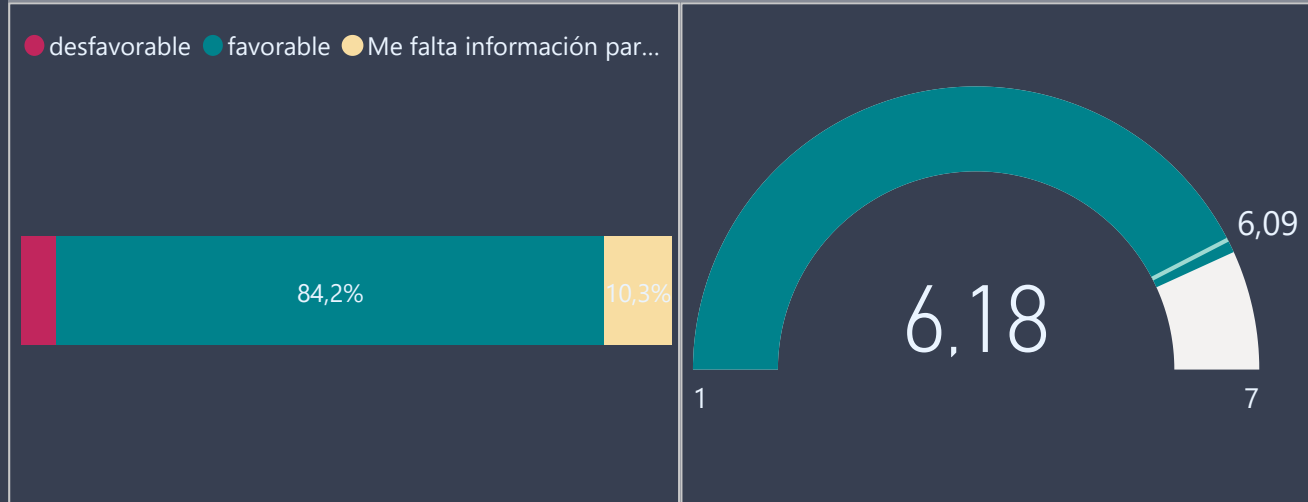 desfavorable favorable Me falta información par...
84,2% 10,3%
6,09
6,18
1 7